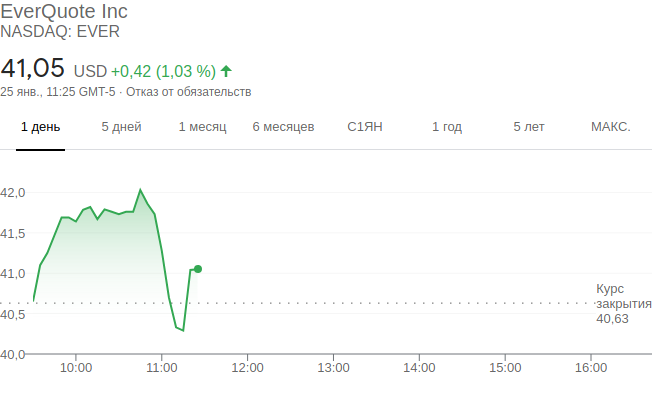 EverQuote Inc
NASDAQ: EVER
41,05 USD +0,42 (1,03 %)
25 янв., 11:25 GMT-5 · Отказ от обязательств
1 день 5 дней 1 месяц 6 месяцев С1ЯН 1 год 5 лет МАКС.
42,0
41,5
41,0
Курс
закрытия
40,63
40,5
40,0
10:00 11:00 12:00 13:00 14:00 15:00 16:00